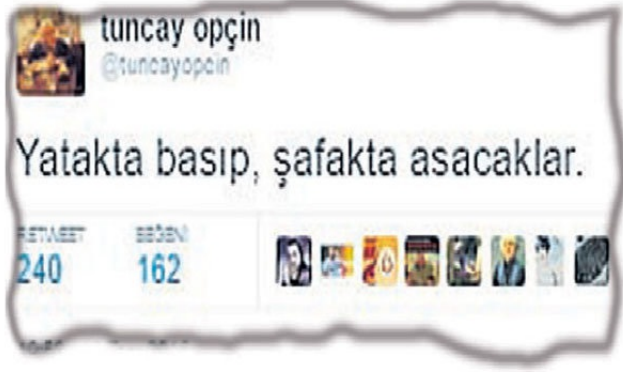 tuncay opçin
@tuncayopcin
Yatakta basıp, şafakta asacaklar.
RETWEET BEĞENİ
240 162